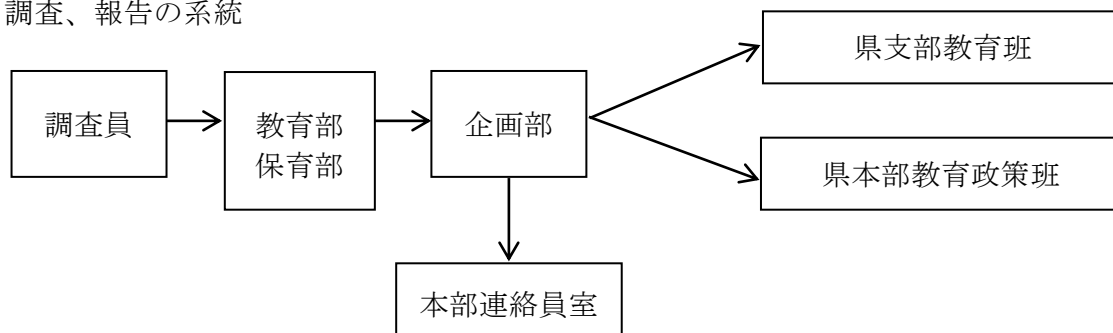 調査、報告の系統
県支部教育班
調査員
教育部
保育部
企画部
県本部教育政策班
本部連絡員室